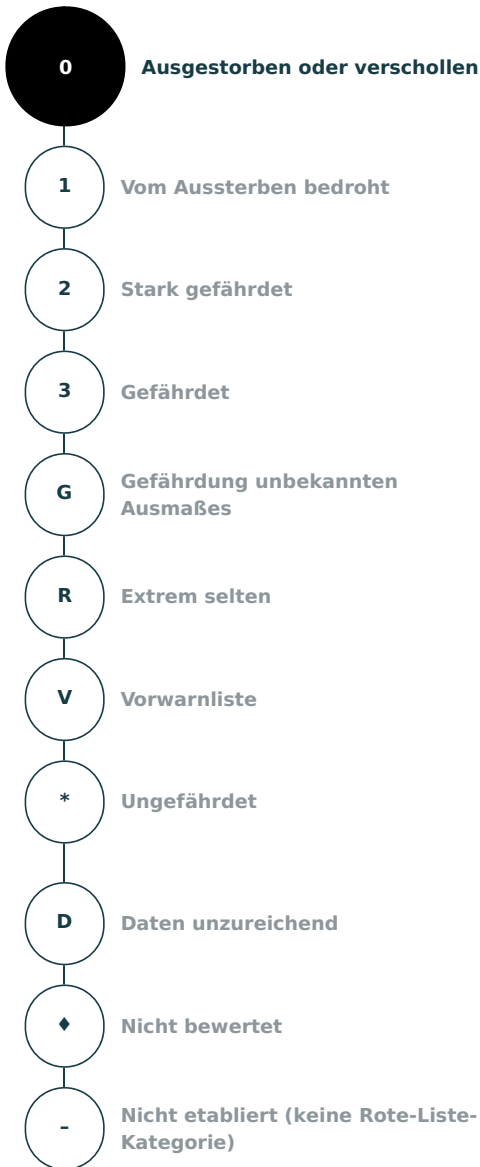 0 Ausgestorben oder verschollen
1 Vom Aussterben bedroht
2 Stark gefährdet
3 Gefährdet
G Gefährdung unbekannten
Ausmaßes
R Extrem selten
V Vorwarnliste
* Ungefährdet
D Daten unzureichend
♦ Nicht bewertet
– Nicht etabliert (keine Rote-Liste-
Kategorie)